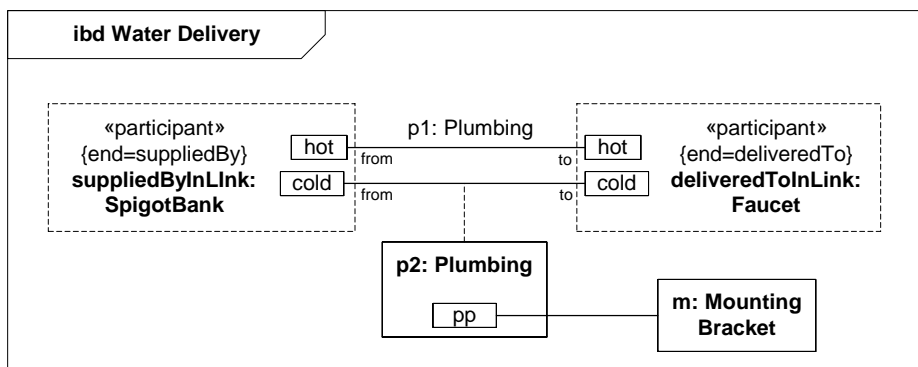 ibd Water Delivery
«participant»
{end=suppliedBy}
suppliedByInLInk:
SpigotBank
hot
cold
from
from
p1: Plumbing
to
to
hot
cold
«participant»
{end=deliveredTo}
deliveredToInLink:
Faucet
p2: Plumbing
pp
m: Mounting
Bracket